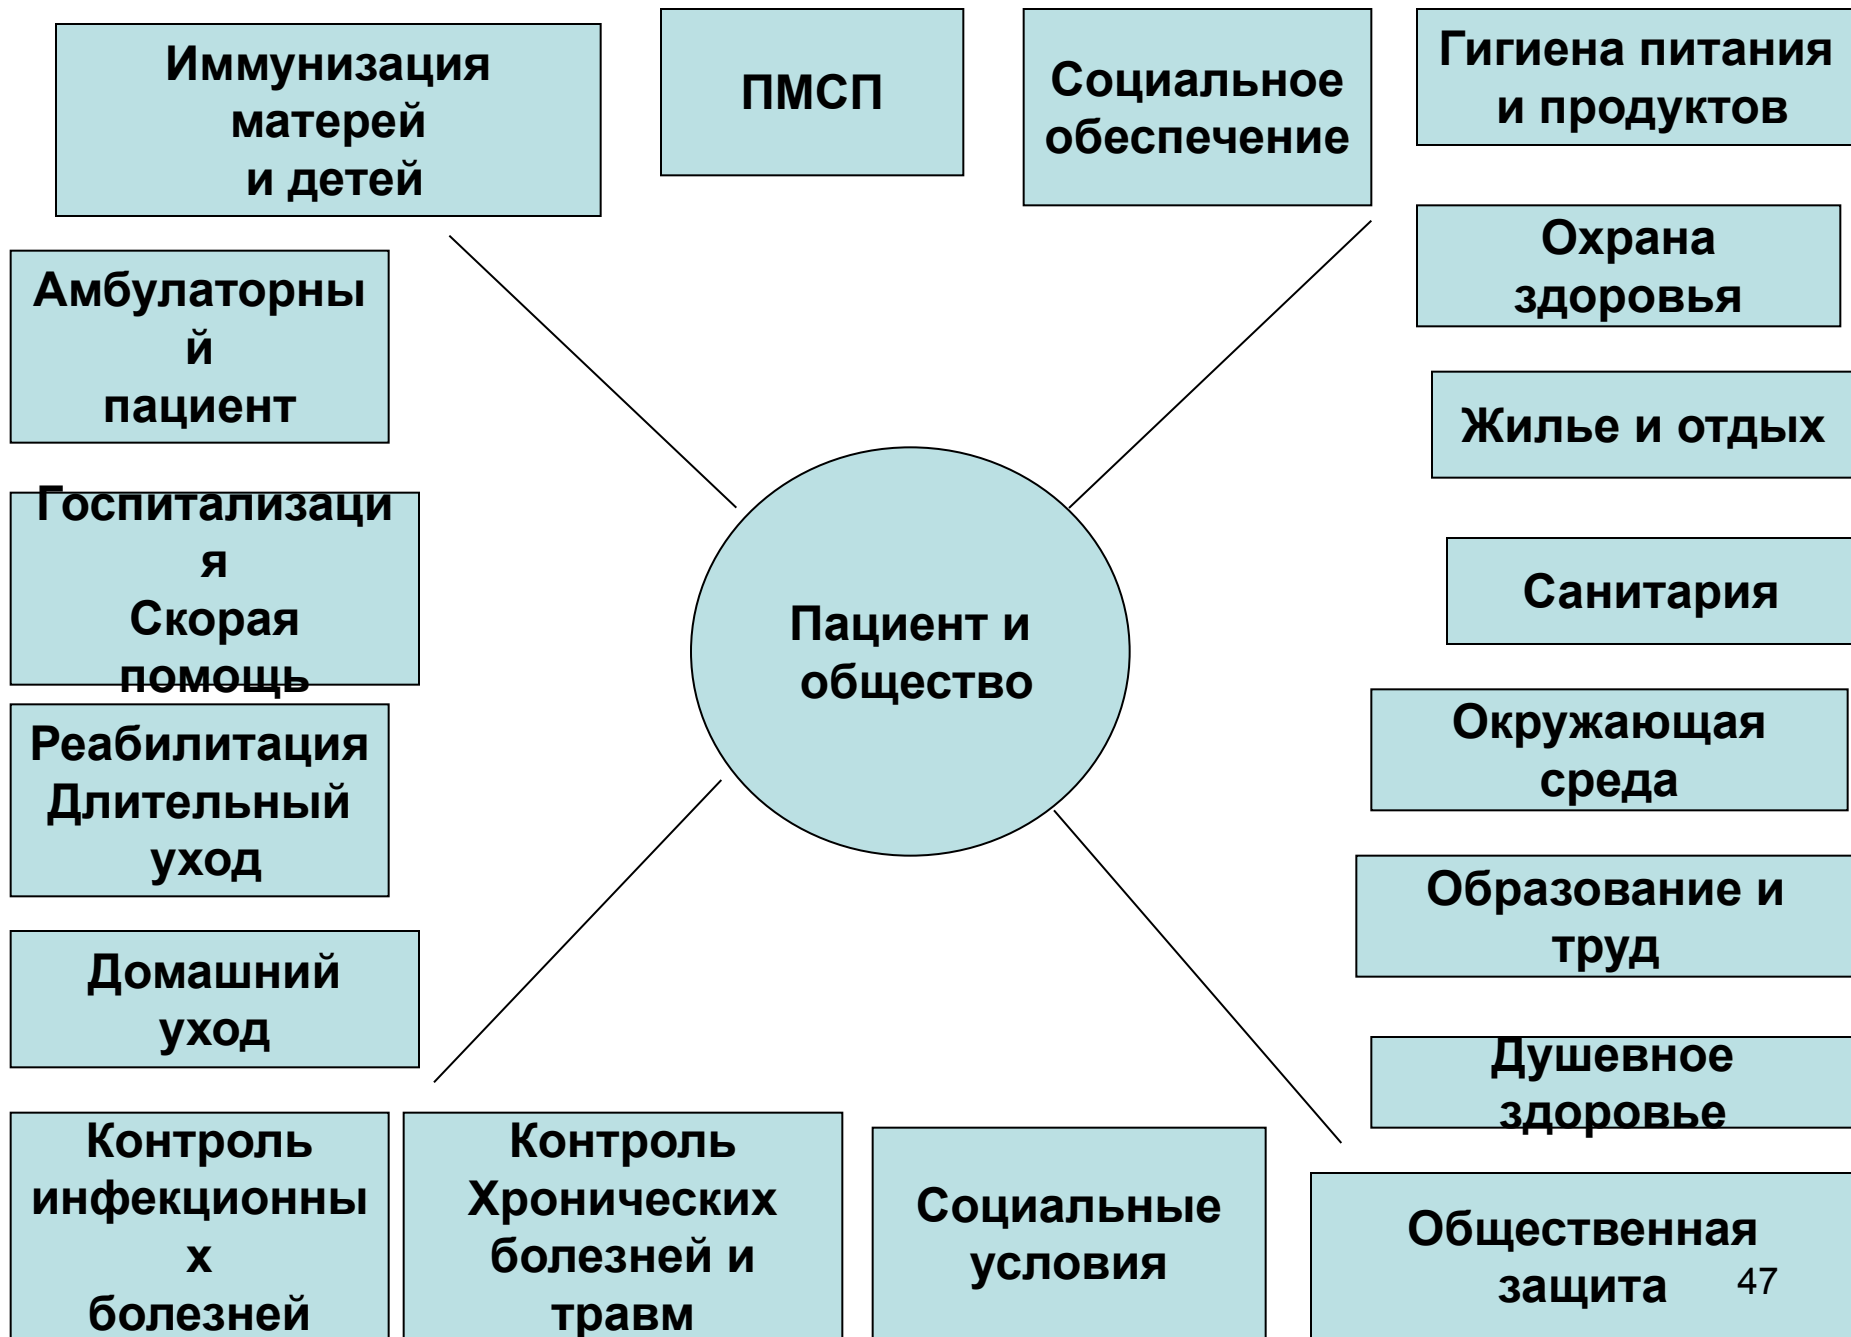 Иммунизация
матерей
и детей
ПМСП
Социальное
обеспечение
Гигиена питания
и продуктов
Амбулаторны
й
пациент
Охрана
здоровья
Жилье и отдых
Госпитализаци
я
Скорая
помощь
Санитария
Пациент и
общество
Реабилитация
Длительный
уход
Окружающая
среда
Образование и
труд
Домашний
уход
Душевное
здоровье
Контроль
инфекционны
х
болезней
Контроль
Хронических
болезней и
травм
Социальные
условия
Общественная
защита
47